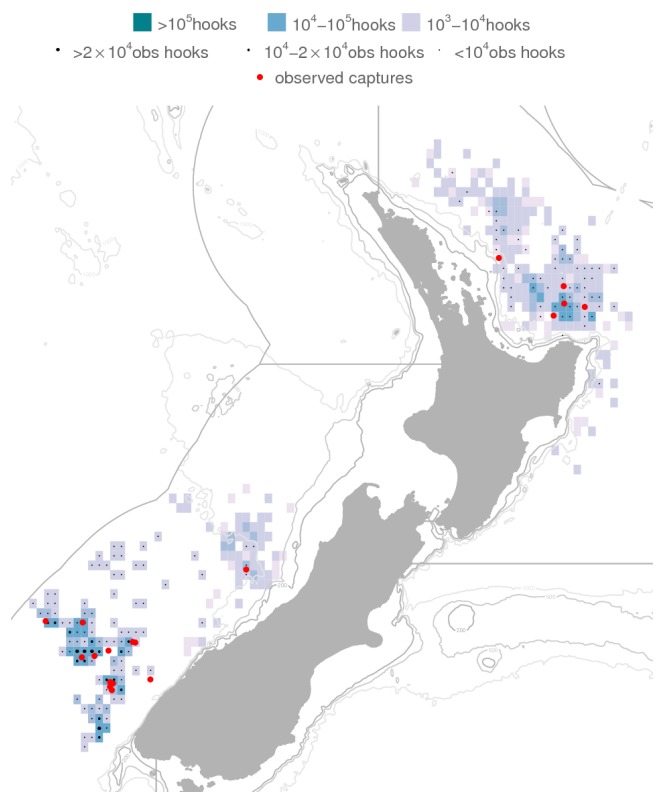 >10⁵hooks 10⁴−10⁵hooks 10³−10⁴hooks
>2×10⁴obs hooks 10⁴−2×10⁴obs hooks <10⁴obs hooks
observed captures